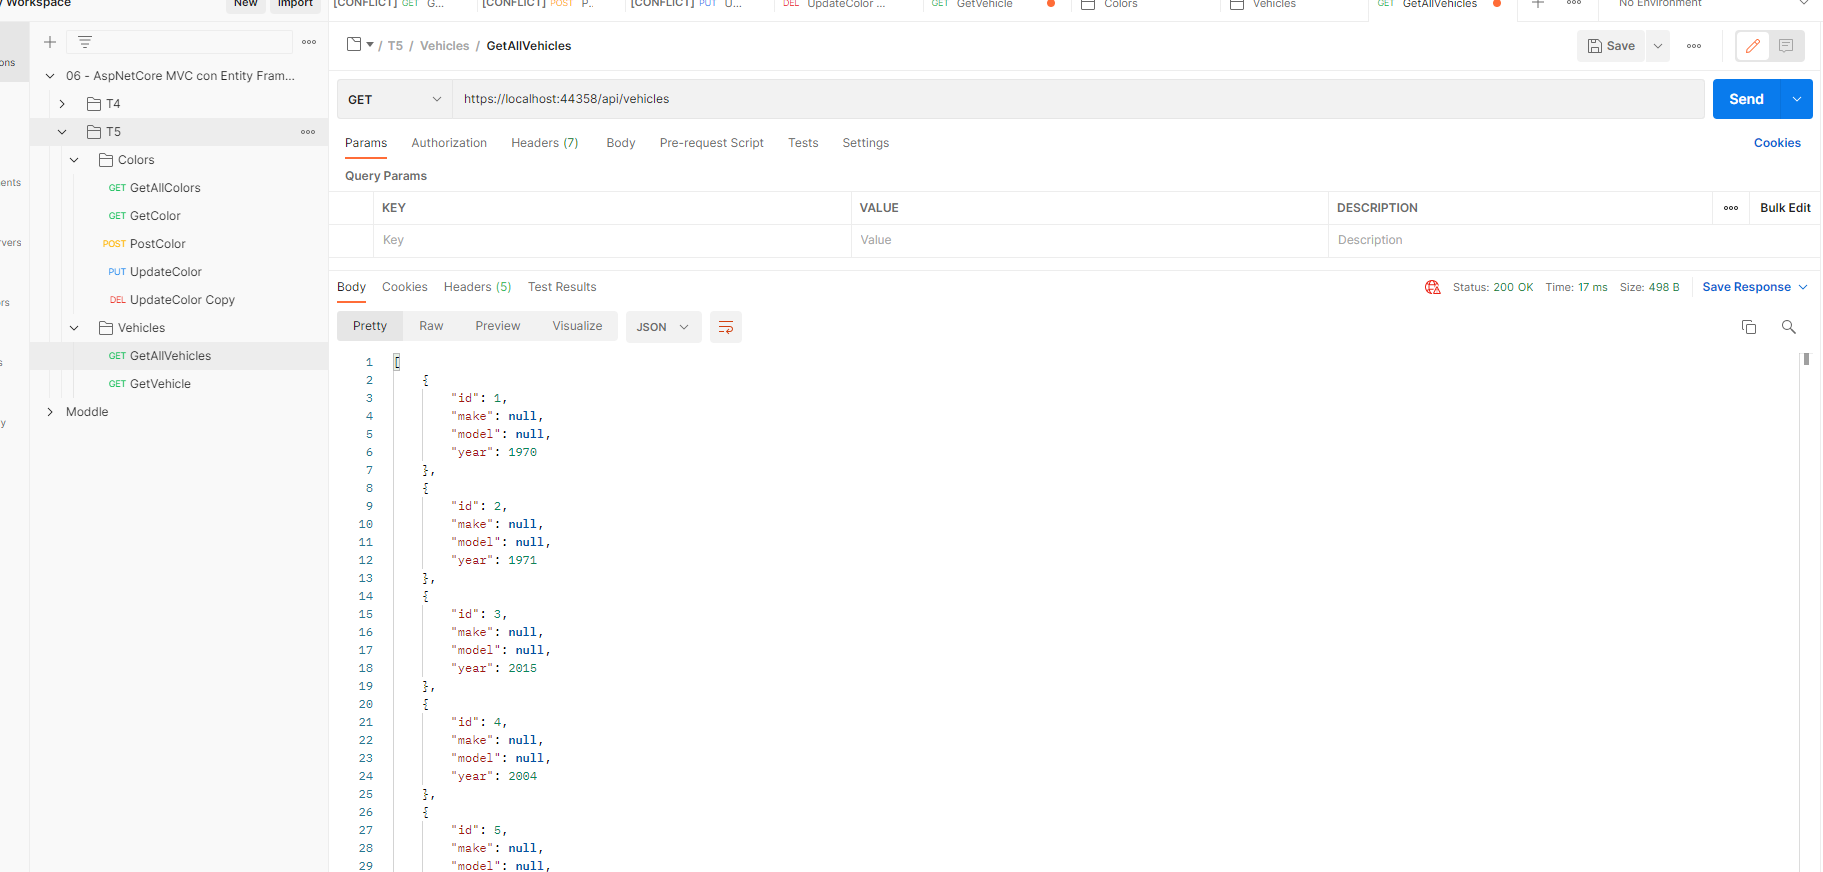 y Workspace
New
Import
[CONFLICT] GET G...
[CONFLICT] POST P..
[CONFLICT] PUT U...
DEL UpdateColor ...
GET GetVehicle
Colors
Vehicles
GET GetAllVehicles
No Environment
ons
ents
rvers
ors
s
y
06 - AspNetCore MVC con Entity Fram...
T4
T5
Colors
GET GetAllColors
GET GetColor
POST PostColor
PUT UpdateColor
DEL UpdateColor Copy
Vehicles
GET GetAllVehicles
GET GetVehicle
Moddle
/ T5 / Vehicles / GetAllVehicles
Save
GET
https://localhost:44358/api/vehicles
Send
Params
Authorization
Headers (7)
Body
Pre-request Script
Tests
Settings
Cookies
Query Params
KEY
VALUE
DESCRIPTION
Bulk Edit
Key
Value
Description
Body
Cookies
Headers (5)
Test Results
Status: 200 OK
Time: 17 ms
Size: 498 B
Save Response
Pretty
Raw
Preview
Visualize
JSON
1 [
2 {
3 "id": 1,
4 "make": null,
5 "model": null,
6 "year": 1970
7 },
8 {
9 "id": 2,
10 "make": null,
11 "model": null,
12 "year": 1971
13 },
14 {
15 "id": 3,
16 "make": null,
17 "model": null,
18 "year": 2015
19 },
20 {
21 "id": 4,
22 "make": null,
23 "model": null,
24 "year": 2004
25 },
26 {
27 "id": 5,
28 "make": null,
29 "model": null,